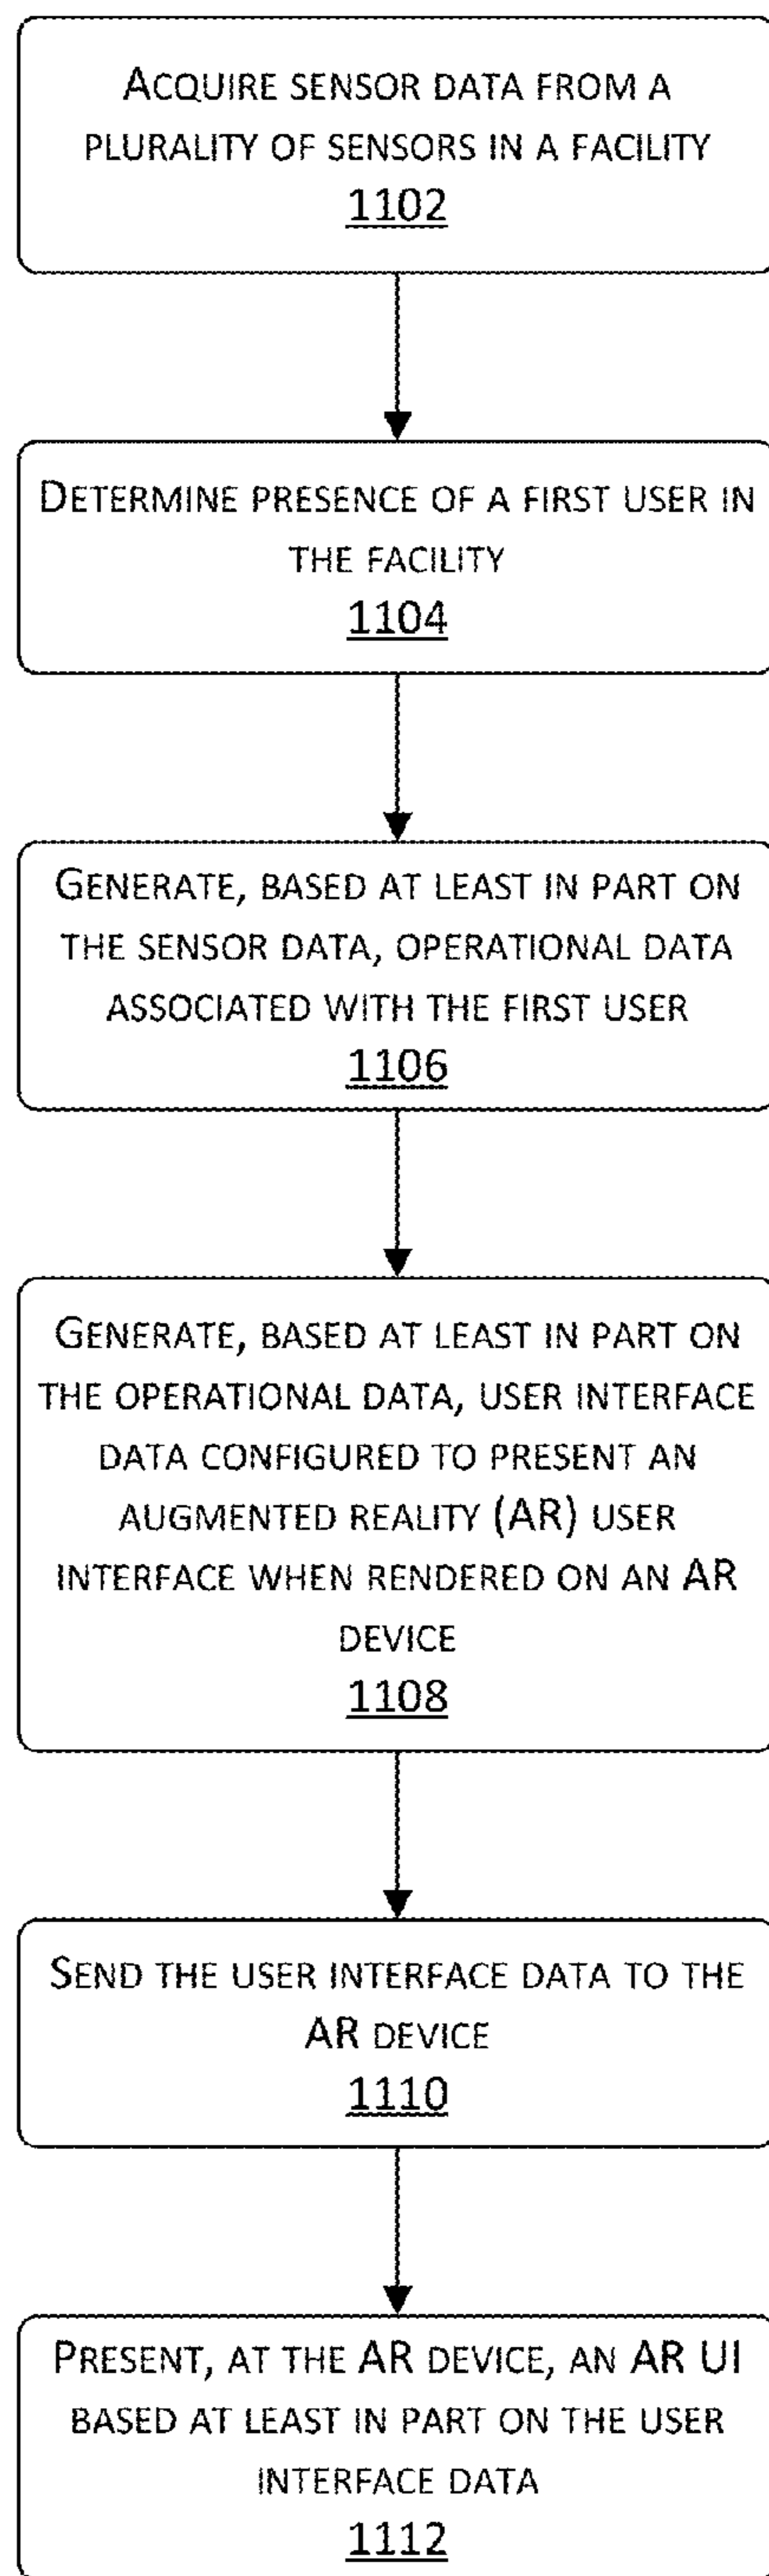 ACQUIRE SENSOR DATA FROM A
PLURALITY OF SENSORS IN A FACILITY
1102
DETERMINE PRESENCE OF A FIRST USER IN
THE FACILITY
1104
GENERATE, BASED AT LEAST IN PART ON
THE SENSOR DATA, OPERATIONAL DATA
ASSOCIATED WITH THE FIRST USER
1106
GENERATE, BASED AT LEAST IN PART ON
THE OPERATIONAL DATA, USER INTERFACE
DATA CONFIGURED TO PRESENT AN
AUGMENTED REALITY (AR) USER
INTERFACE WHEN RENDERED ON AN AR
DEVICE
1108
SEND THE USER INTERFACE DATA TO THE
AR DEVICE
1110
PRESENT, AT THE AR DEVICE, AN AR UI
BASED AT LEAST IN PART ON THE USER
INTERFACE DATA
1112